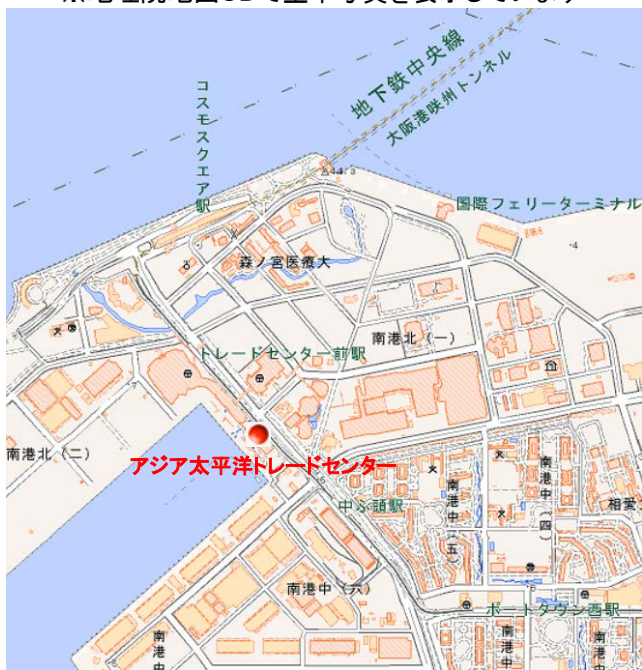 地下鉄中央線
大阪港咲州トンネル
コスモスクエア駅
44.3
国際フェリーターミナル
-4
森ノ宮医療大
南港北（一）
トレードセンター前駅
南港北（二）
アジア太平洋トレードセンター
中ふ頭駅
南港中（五）
南港中（四）
相愛
南港中（六）
ポートタウン西駅
南港中
南港中
南港中